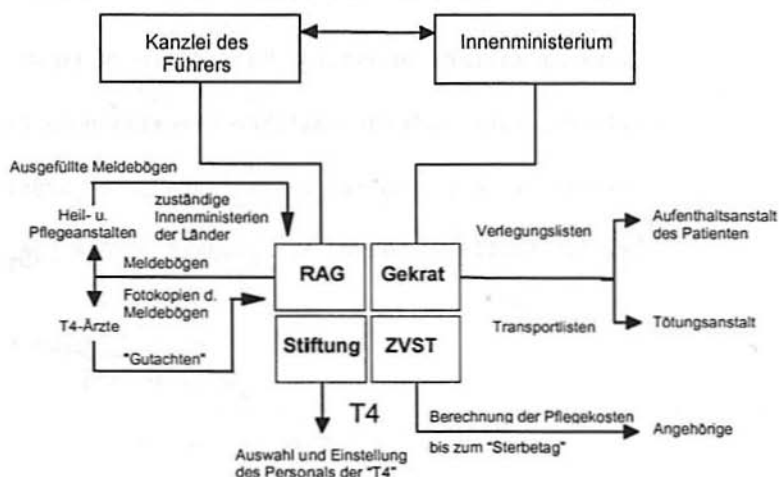 Kanzlei des
Führers
Innenministerium
Ausgefüllte Meldebögen
Heil- u.
Pflegeanstalten
zuständige
Innenministerien
der Länder
Meldebögen
Fotokopien d.
Meldebögen
T4-Ärzte
"Gutachten"
RAG
Gekrat
Stiftung
ZVST
T4
Verlegungslisten
Aufenthaltsanstalt
des Patienten
Transportlisten
Tötungsanstalt
Berechnung der Pflegekosten
bis zum "Sterbetag"
Angehörige
Auswahl und Einstellung
des Personals der "T4"